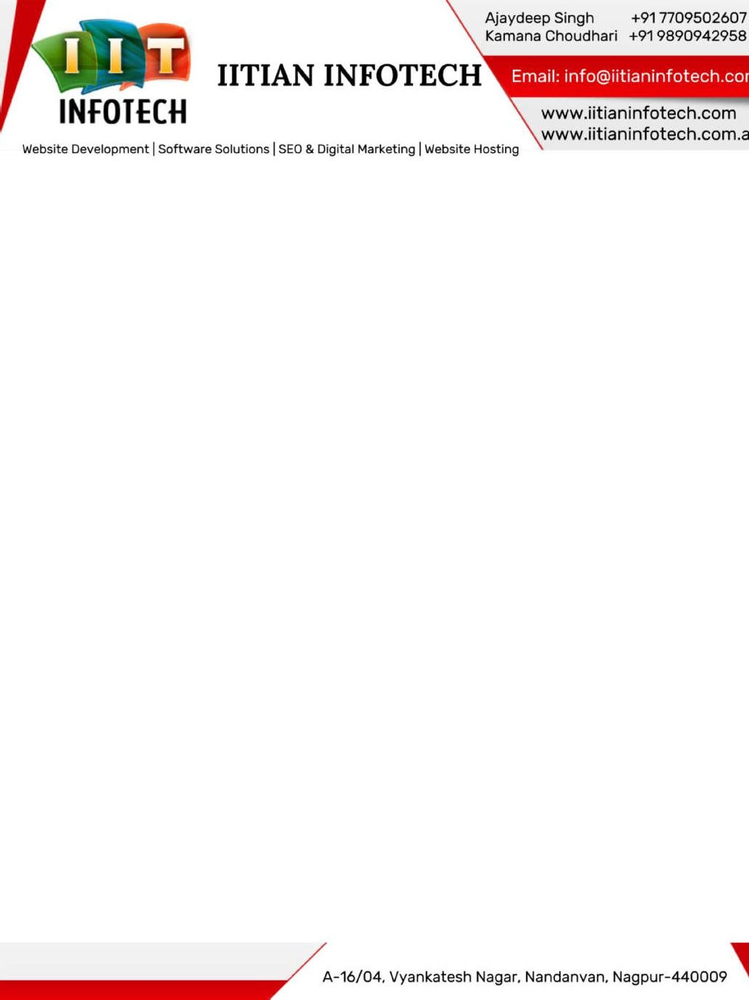 IIT
INFOTECH
IITIAN INFOTECH
Website Development | Software Solutions | SEO & Digital Marketing | Website Hosting
Ajaydeep Singh +91 7709502607
Kamana Choudhari +91 9890942958
Email: info@iitianinfotech.co
www.iitianinfotech.com
www.iitianinfotech.com.a
A-16/04, Vyankatesh Nagar, Nandanvan, Nagpur-440009